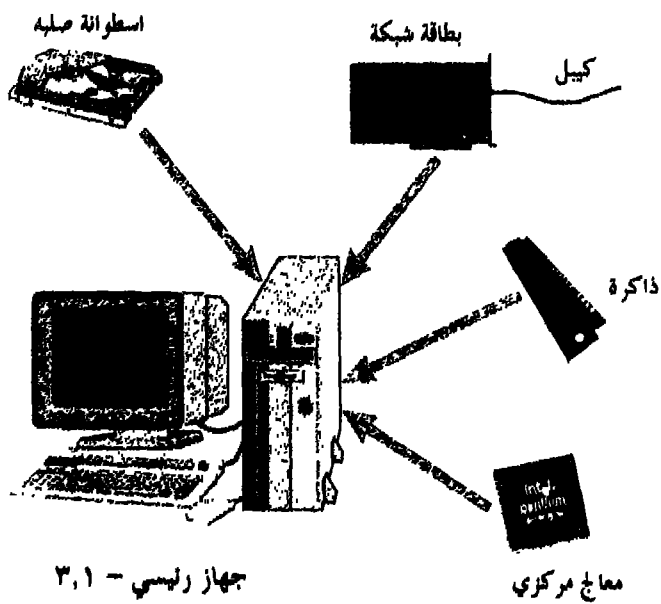 اسطوانة صلبه
بطاقة شبكة
كيبل
ذاكرة
معالج مركزي
جهاز رئيسي – ٣,١